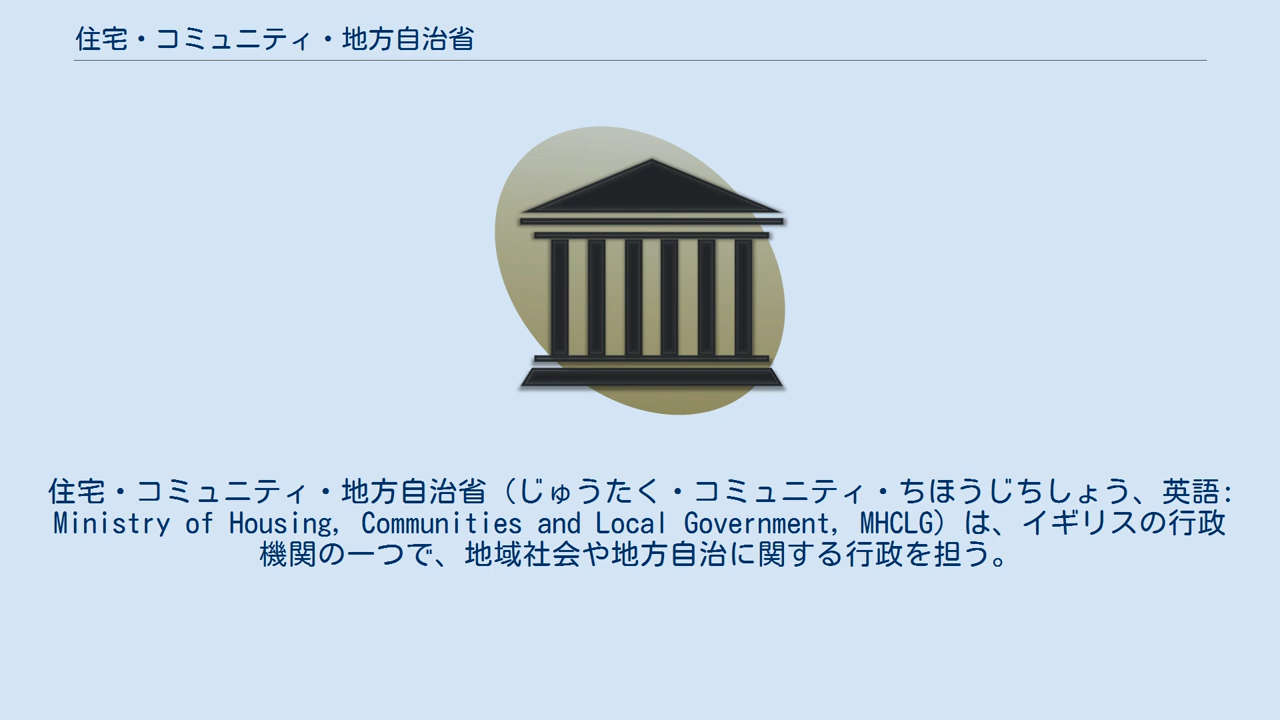 住宅・コミュニティ・地方自治省
住宅・コミュニティ・地方自治省（じゅうたく・コミュニティ・ちほうじちしょう、英語:
Ministry of Housing, Communities and Local Government, MHCLG）は、イギリスの行政
機関の一つで、地域社会や地方自治に関する行政を担う。